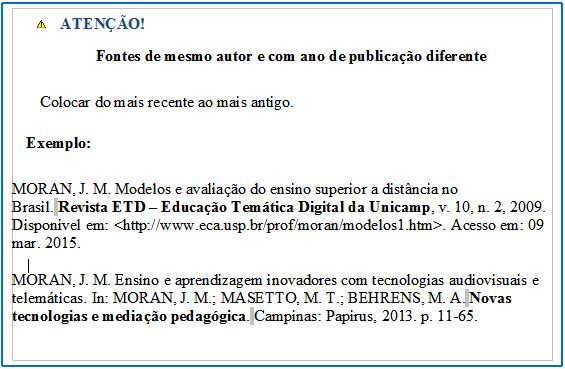 ATENÇÃO!
Fontes de mesmo autor e com ano de publicação diferente
Colocar do mais recente ao mais antigo.
Exemplo:
MORAN, J. M. Modelos e avaliação do ensino superior a distância no
Brasil. Revista ETD – Educação Temática Digital da Unicamp, v. 10, n. 2, 2009.
Disponível em: <http://www.eca.usp.br/prof/moran/modelos1.htm>. Acesso em: 09
mar. 2015.
MORAN, J. M. Ensino e aprendizagem inovadores com tecnologias audiovisuais e
telemáticas. In: MORAN, J. M.; MASETTO, M. T.; BEHRENS, M. A. Novas
tecnologias e mediação pedagógica. Campinas: Papirus, 2013. p. 11-65.